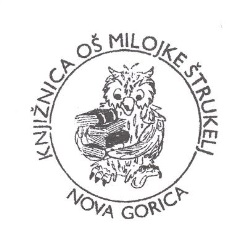 KNJIŽNICA OŠ MILOJKE ŠTRUKELJ
NOVA GORICA